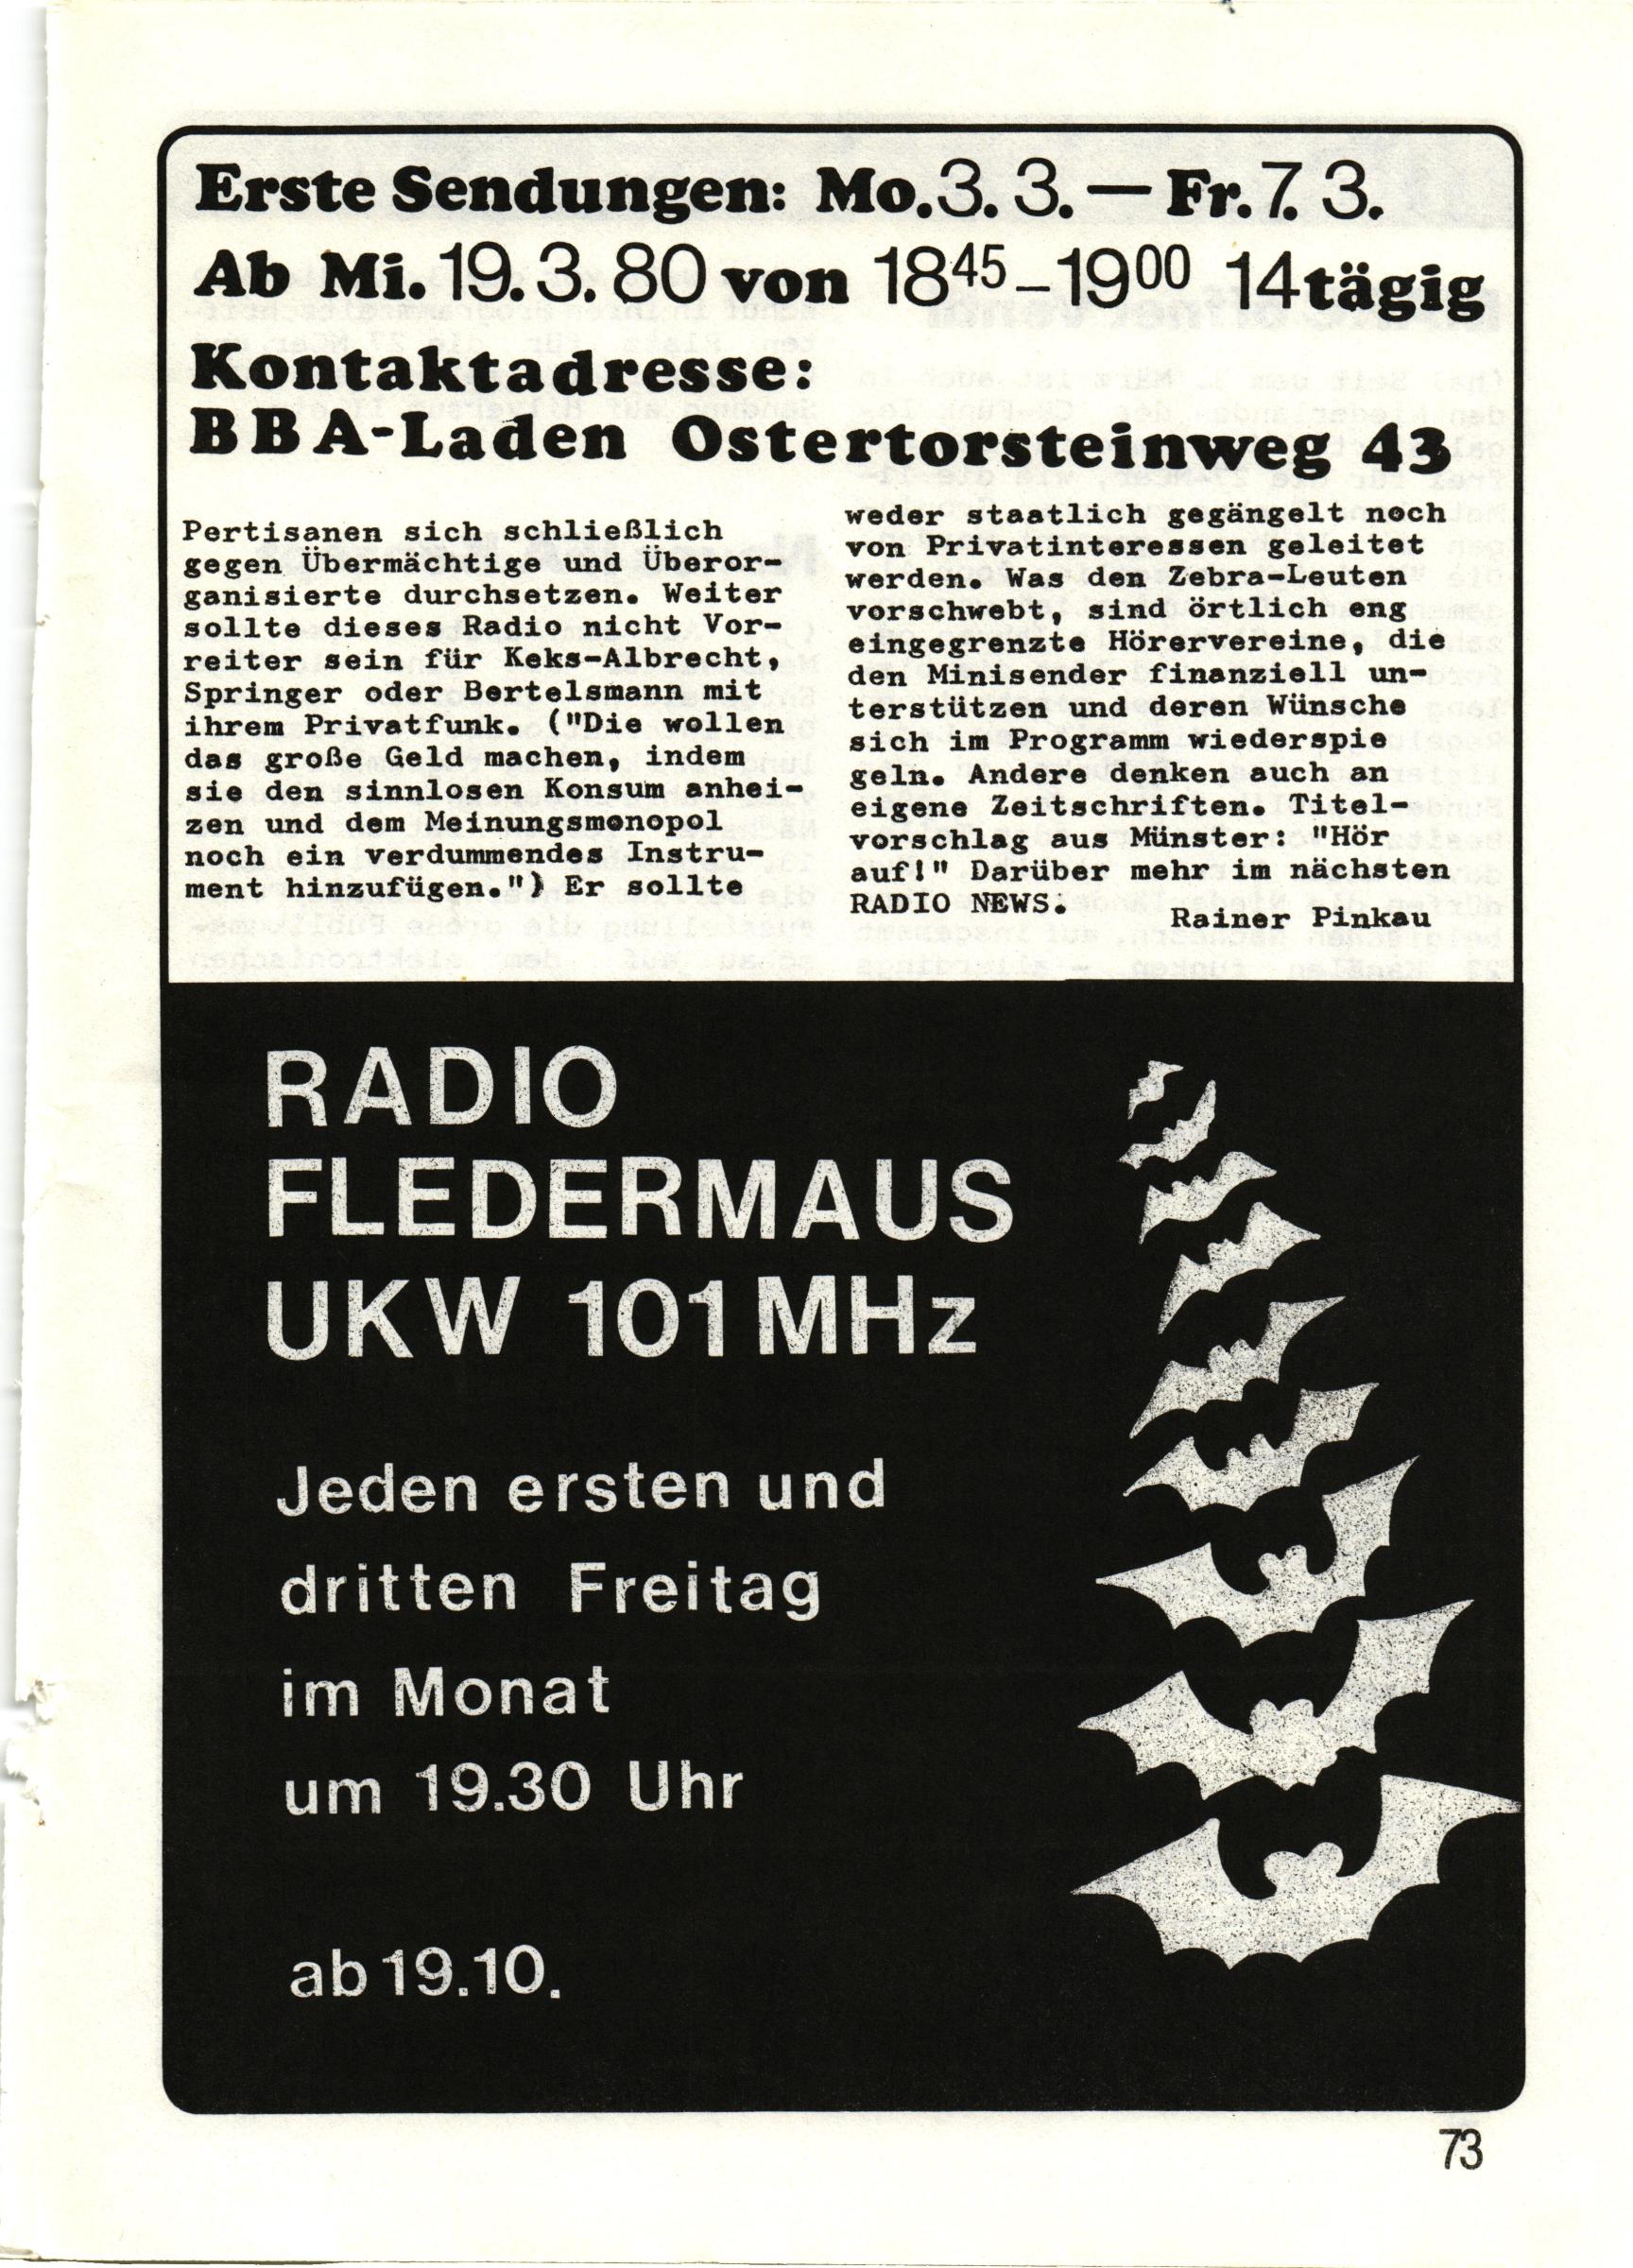 Erste Sendungen: Mo. 3. 3. — Fr. 7. 3.
Ab Mi. 19. 3. 80 von 18⁴⁵ – 19⁰⁰ 14tägig
Kontaktadresse:
BBA-Laden Ostertorsteinweg 43
Pertisanen sich schließlich
gegen Übermächtige und Überor-
ganisierte durchsetzen. Weiter
sollte dieses Radio nicht Vor-
reiter sein für Keks-Albrecht,
Springer oder Bertelsmann mit
ihrem Privatfunk. ("Die wollen
das große Geld machen, indem
sie den sinnlosen Konsum anhei-
zen und dem Meinungsmonopol
noch ein verdummendes Instru-
ment hinzufügen.") Er sollte
weder staatlich gegängelt noch
von Privatinteressen geleitet
werden. Was den Zebra-Leuten
vorschwebt, sind örtlich eng
eingegrenzte Hörervereine, die
den Minisender finanziell un-
terstützen und deren Wünsche
sich im Programm wiederspie
geln. Andere denken auch an
eigene Zeitschriften. Titel-
vorschlag aus Münster: "Hör
auf!" Darüber mehr im nächsten
RADIO NEWS.
Rainer Pinkau
RADIO
FLEDERMAUS
UKW 101 MHz
Jeden ersten und
dritten Freitag
im Monat
um 19.30 Uhr
ab 19.10.
73